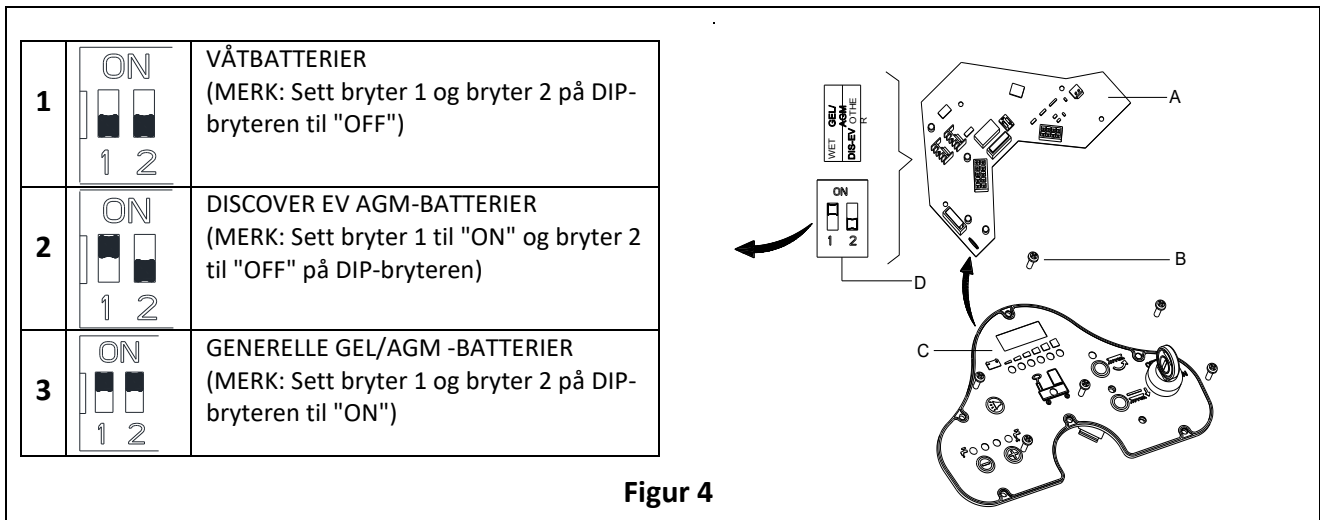 1
ON
1 2
VÅTBATTERIER
(MERK: Sett bryter 1 og bryter 2 på DIP-
bryteren til "OFF")
2
ON
1 2
DISCOVER EV AGM-BATTERIER
(MERK: Sett bryter 1 til "ON" og bryter 2
til "OFF" på DIP-bryteren)
3
ON
1 2
GENERELLE GEL/AGM -BATTERIER
(MERK: Sett bryter 1 og bryter 2 på DIP-
bryteren til "ON")
WET GEL/
AGM
DIS-EV OTHE
R
ON
1 2
D
A
B
C
Figur 4